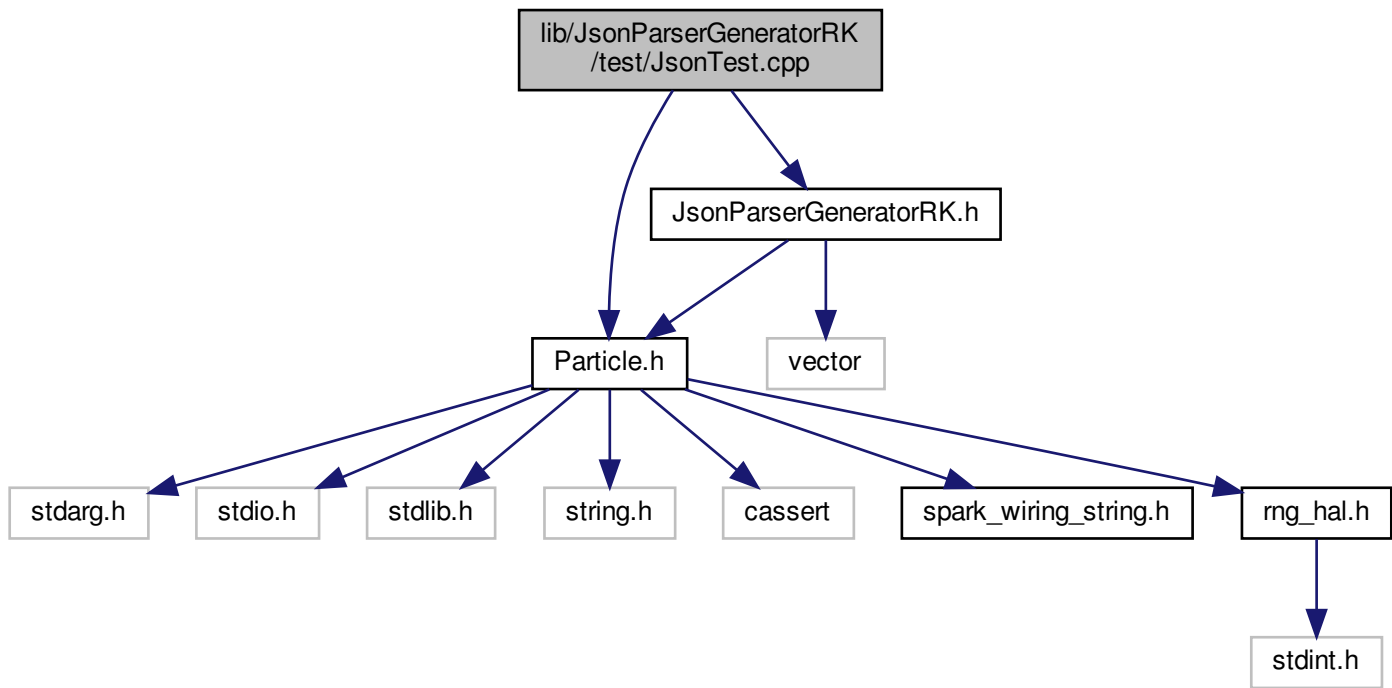 lib/JsonParserGeneratorRK
/test/JsonTest.cpp
JsonParserGeneratorRK.h
Particle.h
vector
stdarg.h
stdio.h
stdlib.h
string.h
cassert
spark_wiring_string.h
rng_hal.h
stdint.h